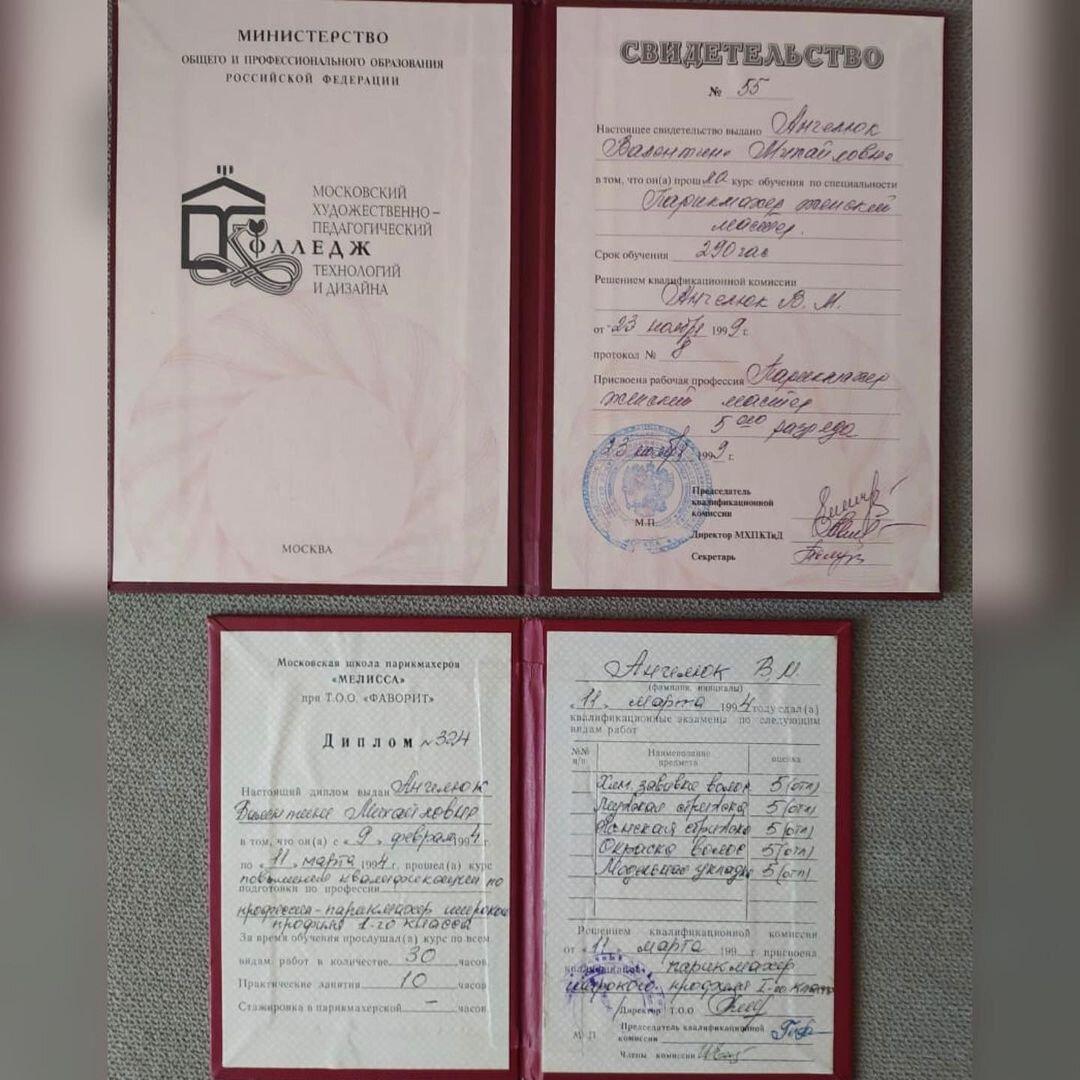 МИНИСТЕРСТВО
ОБЩЕГО И ПРОФЕССИОНАЛЬНОГО ОБРАЗОВАНИЯ
РОССИЙСКОЙ ФЕДЕРАЦИИ
КОЛЛЕДЖ
МОСКОВСКИЙ
ХУДОЖЕСТВЕННО-
ПЕДАГОГИЧЕСКИЙ
ТЕХНОЛОГИЙ
И ДИЗАЙНА
МОСКВА
СВИДЕТЕЛЬСТВО
№ 55
Настоящее свидетельство выдано Ангелюк
Валентине Михайловне
в том, что он(а) прошла курс обучения по специальности
Парикмахер женский
мастер.
Срок обучения 290 час
Решением квалификационной комиссии
Ангелюк В. М.
от "23 ноября 1999 г.
протокол № 8
Присвоена рабочая профессия Парикмахер
женский мастер
5ого разряда
23 ноября 1999 г.
Председатель
квалификационной
комиссии
М.П.
Директор МХПКТиД
Секретарь
Московская школа парикмахеров
«МЕЛИССА»
при Т.О.О. «ФАВОРИТ»
Диплом №324
Настоящий диплом выдан Ангелюк
Валентине Михайловне
в том, что он(а) с «9» февраля 1994 г.
по «11» марта 1994 г. прошел(а) курс
повышения квалификации по
подготовки по профессии
профессия-парикмахер широкого
профиля 1-го класса
За время обучения прослушал(а) курс по всем
видам работ в количестве 30 часов
Практические занятия 10 часов
Стажировка в парикмахерской — часов
Ангелюк В.М.
(фамилия, инициалы)
«11» марта 1994 году сдал(а)
квалификационные экзамены по следующим
видам работ
№№ п/п Наименование предмета оценка
Хим. завивка волос 5(отл)
Мужская стрижка 5(отл)
Женская стрижка 5(отл)
Окраска волос 5(отл)
Модельные укладки 5(отл)
Решением квалификационной комиссии
от «11 марта 199 г. присвоена
квалификация парикмахер
широкого профиля 1-го класса
Директор Т.О.О
М.П. Председатель квалификационной
комиссии
Члены комиссии